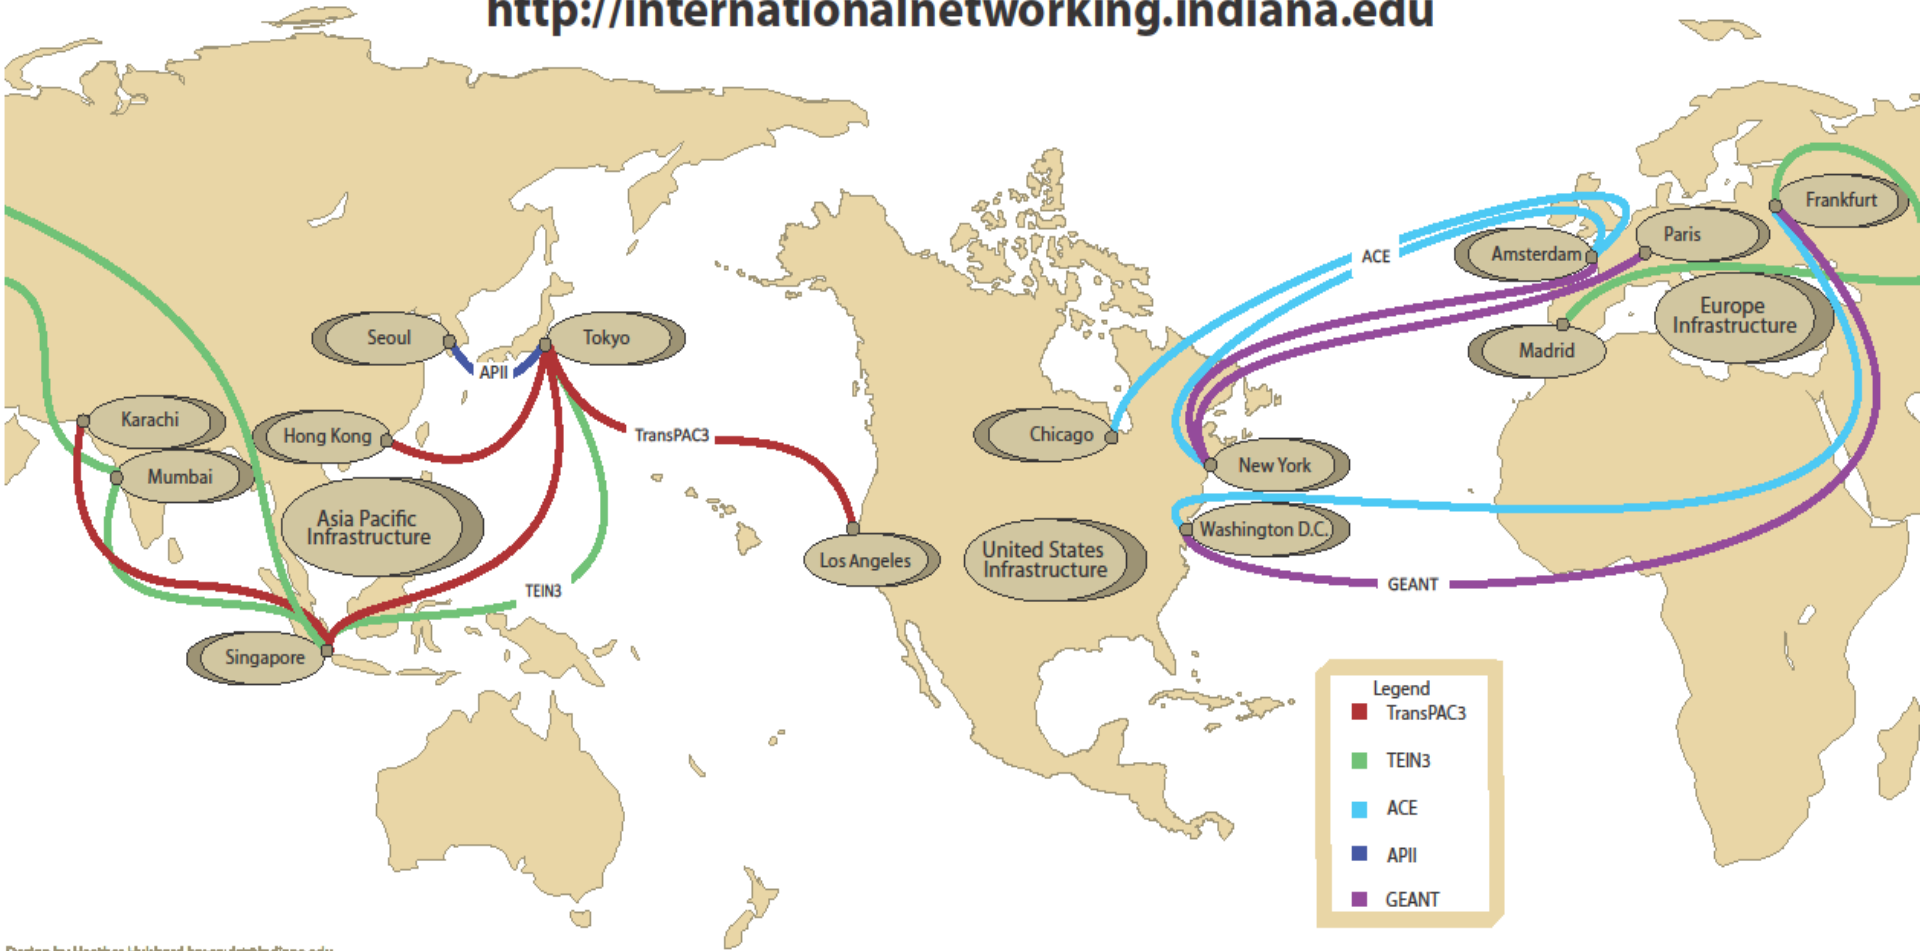 http://internationalnetworking.indiana.edu
Frankfurt
Paris
Amsterdam
ACE
Europe
Infrastructure
Madrid
Seoul
Tokyo
APII
Karachi
Hong Kong
TransPAC3
Chicago
New York
Mumbai
Asia Pacific
Infrastructure
Washington D.C.
Los Angeles
United States
Infrastructure
TEIN3
GEANT
Singapore
Legend
TransPAC3
TEIN3
ACE
APII
GEANT